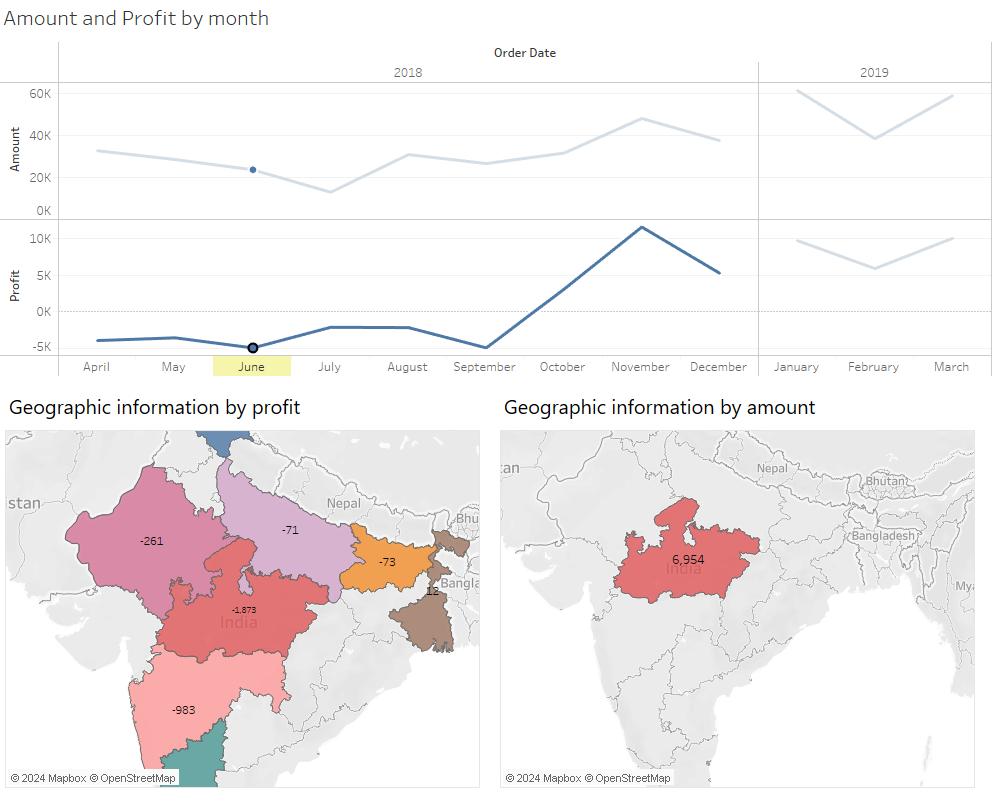 Amount and Profit by month
Order Date
2018
2019
60K
40K
20K
0K
Amount
10K
5K
0K
-5K
Profit
April
May
June
July
August
September
October
November
December
January
February
March
Geographic information by profit
Geographic information by amount
stan
Nepal
Bhu
Bangla
India
-261
-71
-73
12
-1,873
-983
© 2024 Mapbox © OpenStreetMap
tan
Nepal
Bhutan
Bangladesh
Mya
6,954
India
© 2024 Mapbox © OpenStreetMap